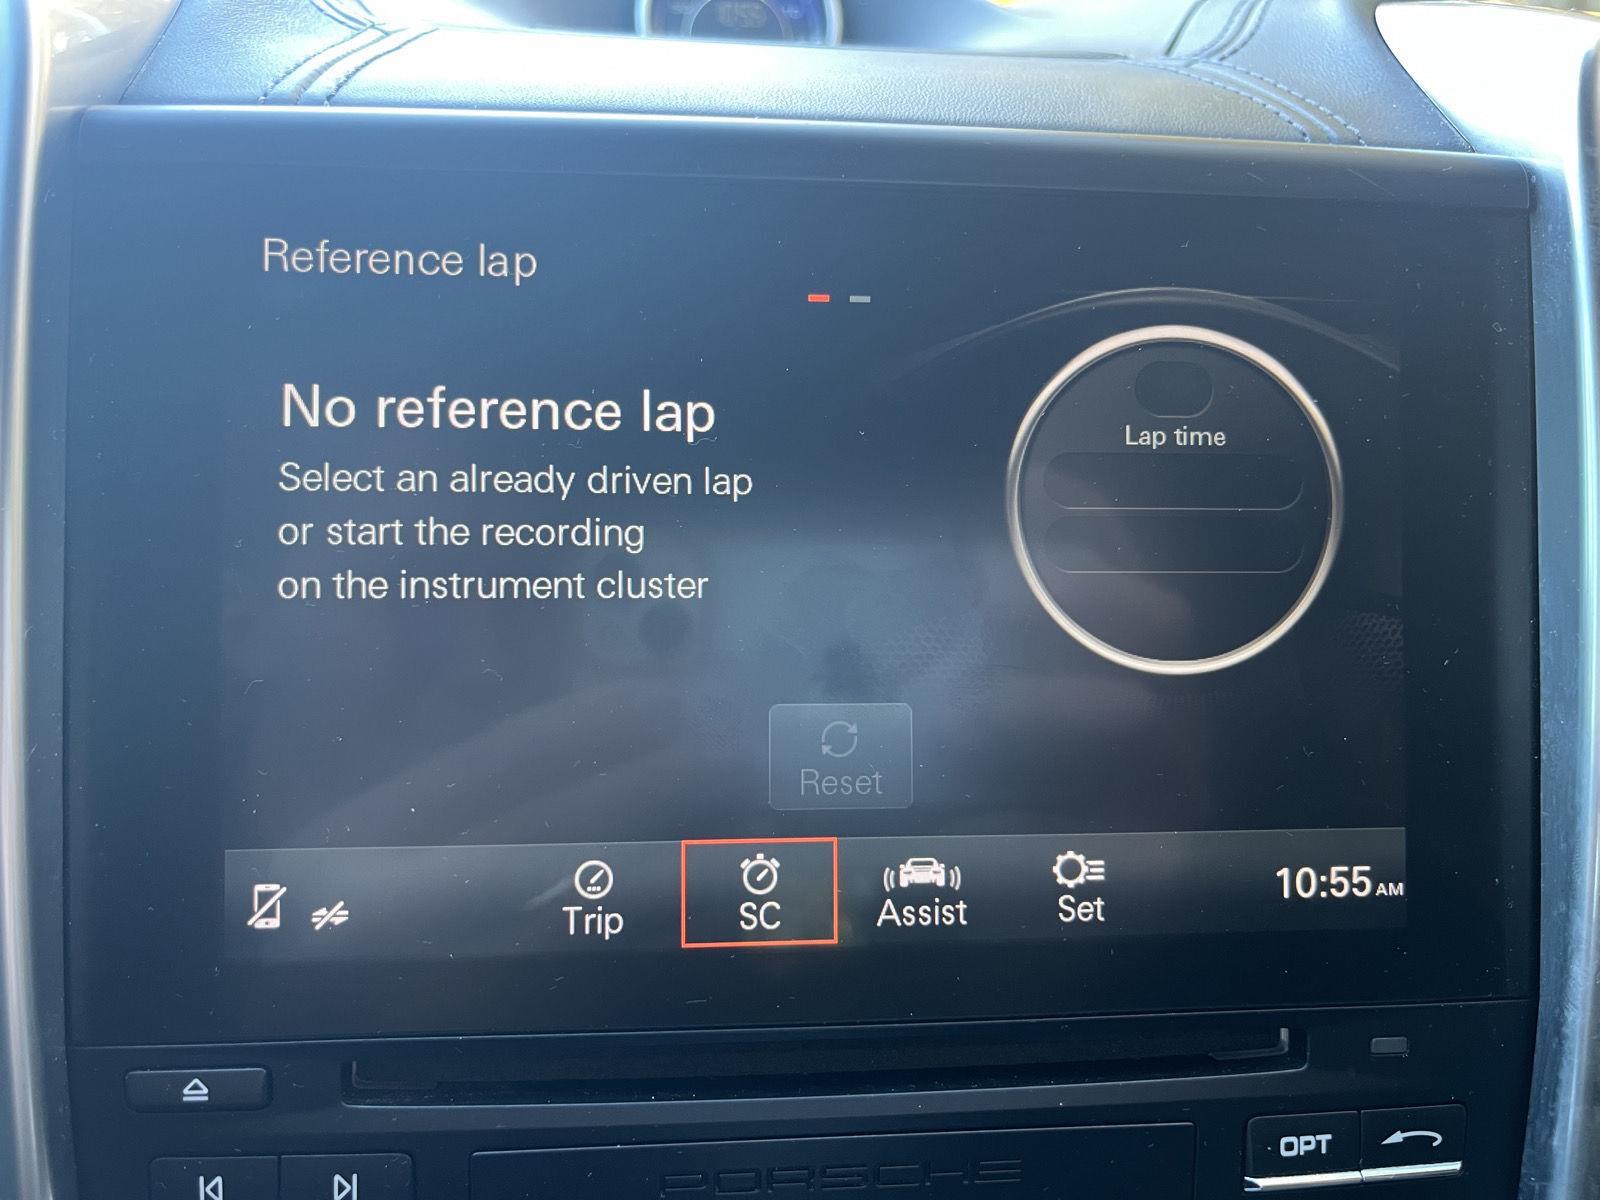 Reference lap
No reference lap
Select an already driven lap
or start the recording
on the instrument cluster
Lap time
Reset
Trip
SC
Assist
Set
10:55 AM
OPT
PORSCHE